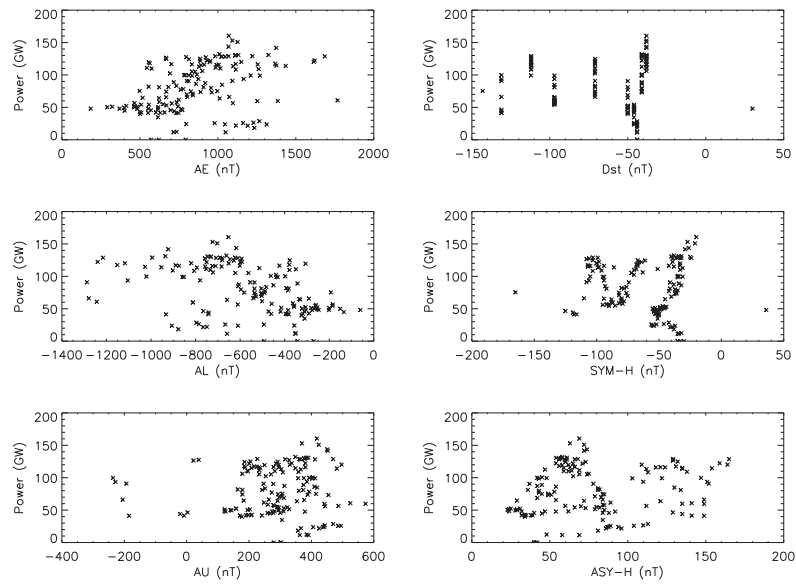 200
150
100
50
0
Power (GW)
0 500 1000 1500 2000
AE (nT)
200
150
100
50
0
Power (GW)
−150 −100 −50 0 50
Dst (nT)
200
150
100
50
0
Power (GW)
−1400 −1200 −1000 −800 −600 −400 −200 0
AL (nT)
200
150
100
50
0
Power (GW)
−200 −150 −100 −50 0 50
SYM−H (nT)
200
150
100
50
0
Power (GW)
−400 −200 0 200 400 600
AU (nT)
200
150
100
50
0
Power (GW)
0 50 100 150 200
ASY−H (nT)